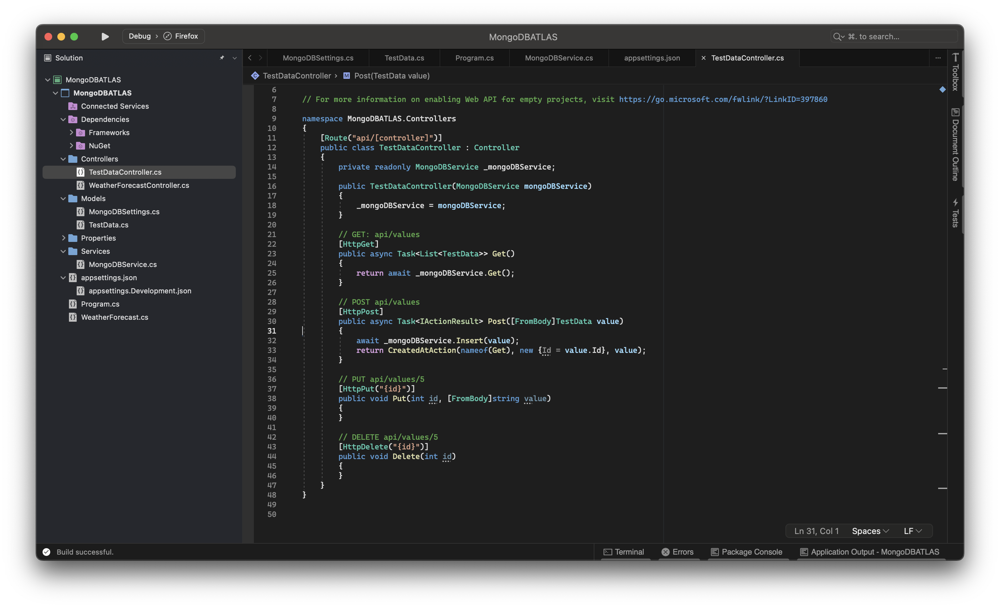 Debug › Firefox
MongoDBATLAS
⌘. to search...
Solution
MongoDBATLAS
MongoDBATLAS
Connected Services
Dependencies
Frameworks
NuGet
Controllers
TestDataController.cs
WeatherForecastController.cs
Models
MongoDBSettings.cs
TestData.cs
Properties
Services
MongoDBService.cs
appsettings.json
appsettings.Development.json
Program.cs
WeatherForecast.cs
MongoDBSettings.cs TestData.cs Program.cs MongoDBService.cs appsettings.json × TestDataController.cs ...
C TestDataController › M Post(TestData value)
6
7 // For more information on enabling Web API for empty projects, visit https://go.microsoft.com/fwlink/?LinkID=397860
8
9 namespace MongoDBATLAS.Controllers
10 {
11 [Route("api/[controller]")]
12 public class TestDataController : Controller
13 {
14 private readonly MongoDBService _mongoDBService;
15
16 public TestDataController(MongoDBService mongoDBService)
17 {
18 _mongoDBService = mongoDBService;
19 }
20
21 // GET: api/values
22 [HttpGet]
23 public async Task<List<TestData>> Get()
24 {
25 return await _mongoDBService.Get();
26 }
27
28 // POST api/values
29 [HttpPost]
30 public async Task<IActionResult> Post([FromBody]TestData value)
31 {
32 await _mongoDBService.Insert(value);
33 return CreatedAtAction(nameof(Get), new {Id = value.Id}, value);
34 }
35
36 // PUT api/values/5
37 [HttpPut("{id}")]
38 public void Put(int id, [FromBody]string value)
39 {
40 }
41
42 // DELETE api/values/5
43 [HttpDelete("{id}")]
44 public void Delete(int id)
45 {
46 }
47 }
48 }
49
50
Toolbox
Document Outline
Tests
Ln 31, Col 1 Spaces LF
Build successful.
Terminal Errors Package Console Application Output - MongoDBATLAS